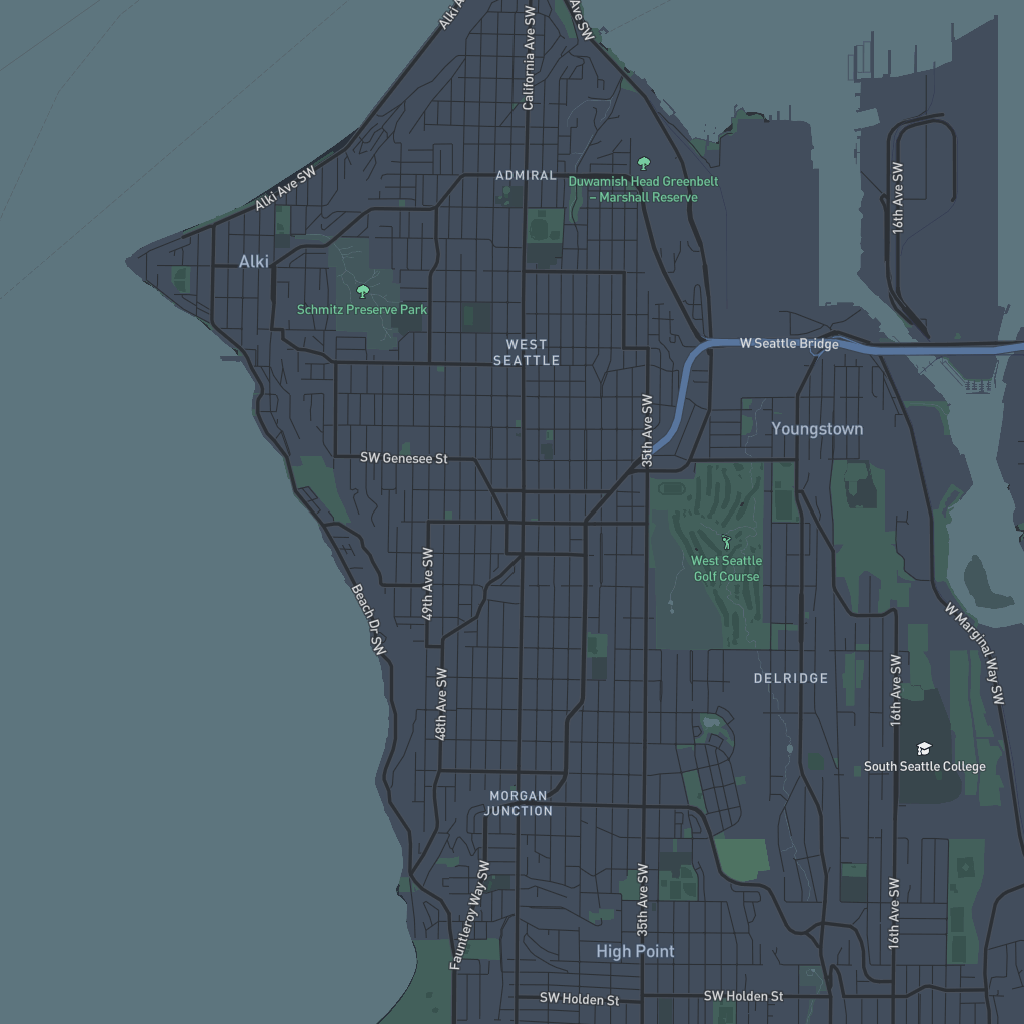 Alki A
California Ave SW
Ave SW
16th Ave SW
ADMIRAL
Duwamish Head Greenbelt
– Marshall Reserve
Alki Ave SW
Alki
Schmitz Preserve Park
WEST
SEATTLE
W Seattle Bridge
35th Ave SW
Youngstown
SW Genesee St
West Seattle
Golf Course
49th Ave SW
Beach Dr SW
W Marginal Way SW
DELRIDGE
16th Ave SW
48th Ave SW
South Seattle College
MORGAN
JUNCTION
Fauntleroy Way SW
35th Ave SW
16th Ave SW
High Point
SW Holden St
SW Holden St